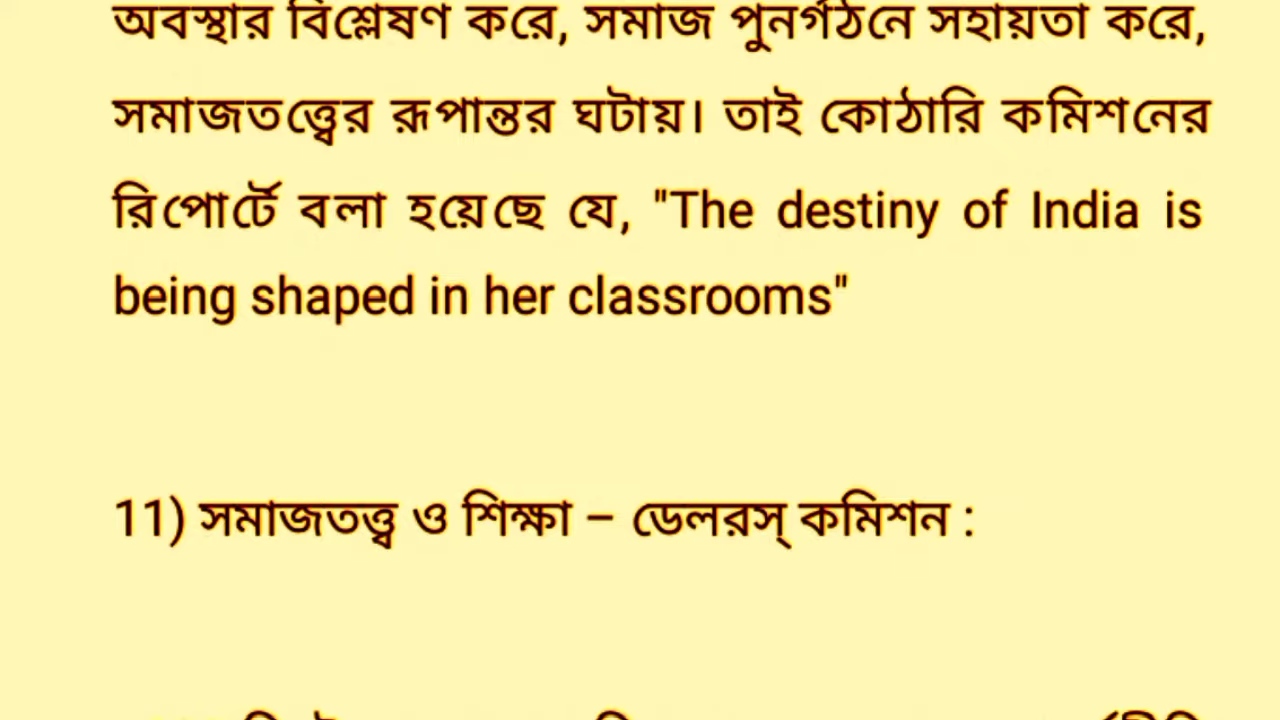 অবস্থার বিশ্লেষণ করে, সমাজ পুনর্গঠনে সহায়তা করে,
সমাজতত্ত্বের রূপান্তর ঘটায়। তাই কোঠারি কমিশনের
রিপোর্টে বলা হয়েছে যে, "The destiny of India is
being shaped in her classrooms"
11) সমাজতত্ত্ব ও শিক্ষা – ডেলরস্ কমিশন :